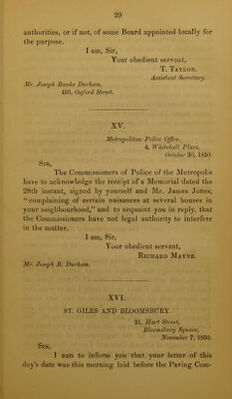 29
authorities, or if not, of some Board appointed locally for
the purpose.
I am, Sir,
Your obedient servant,
T. TAYLOR,
Assistant Secretary.
Mr. Joseph Banks Durham,
456, Oxford Street.
XV.
Metropolitan Police Office,
4, Whitehall Place,
October 30, 1850.
SIR,
The Commissioners of Police of the Metropolis
have to acknowledge the receipt of a Memorial dated the
28th instant, signed by yourself and Mr. James Jones,
"complaining of certain nuisances at several houses in
your neighbourhood," and to acquaint you in reply, that
the Commissioners have not legal authority to interfere
in the matter.
I am, Sir,
Your obedient servant,
RICHARD MAYNE.
Mr. Joseph B. Durham.
XVI.
ST. GILES AND BLOOMSBURY.
21, Hart Street,
Bloomsbury Square,
November 7, 1850.
SIR,
I am to inform you that your letter of this
day's date was this morning laid before the Paving Com-